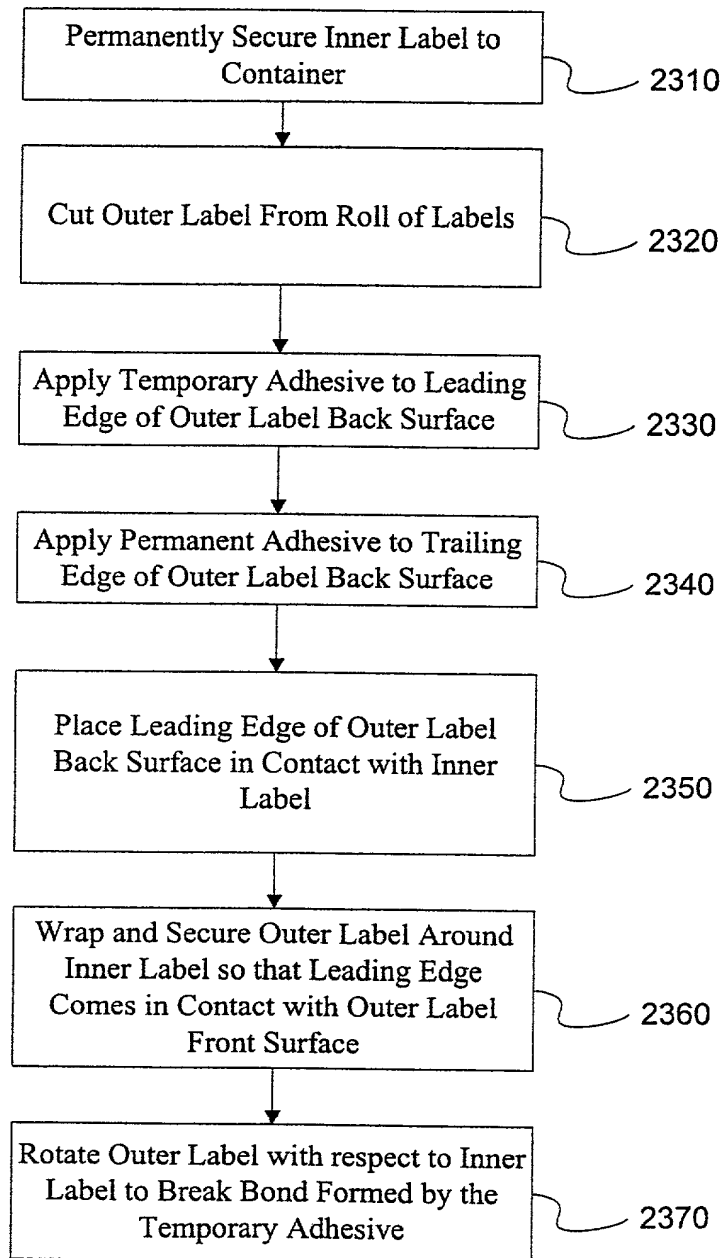 Permanently Secure Inner Label to
Container
2310
Cut Outer Label From Roll of Labels
2320
Apply Temporary Adhesive to Leading
Edge of Outer Label Back Surface
2330
Apply Permanent Adhesive to Trailing
Edge of Outer Label Back Surface
2340
Place Leading Edge of Outer Label
Back Surface in Contact with Inner
Label
2350
Wrap and Secure Outer Label Around
Inner Label so that Leading Edge
Comes in Contact with Outer Label
Front Surface
2360
Rotate Outer Label with respect to Inner
Label to Break Bond Formed by the
Temporary Adhesive
2370